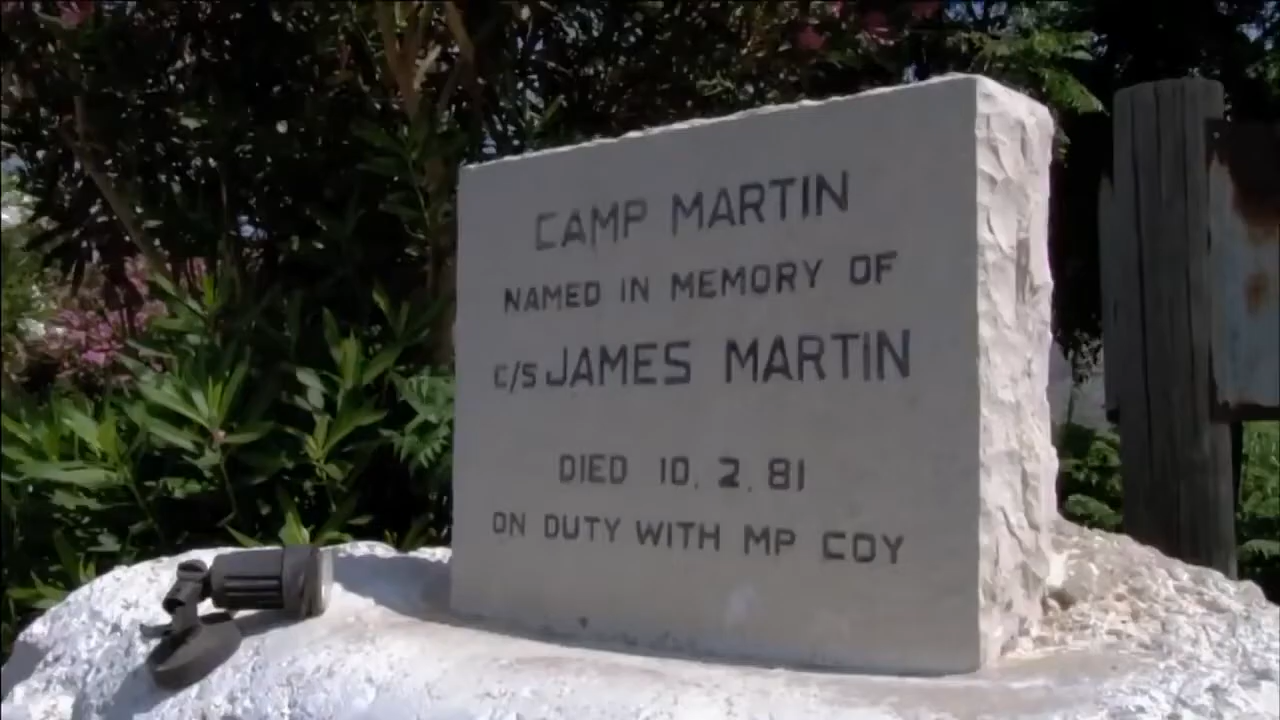 CAMP MARTIN
NAMED IN MEMORY OF
C/S JAMES MARTIN
DIED 10.2.81
ON DUTY WITH MP COY